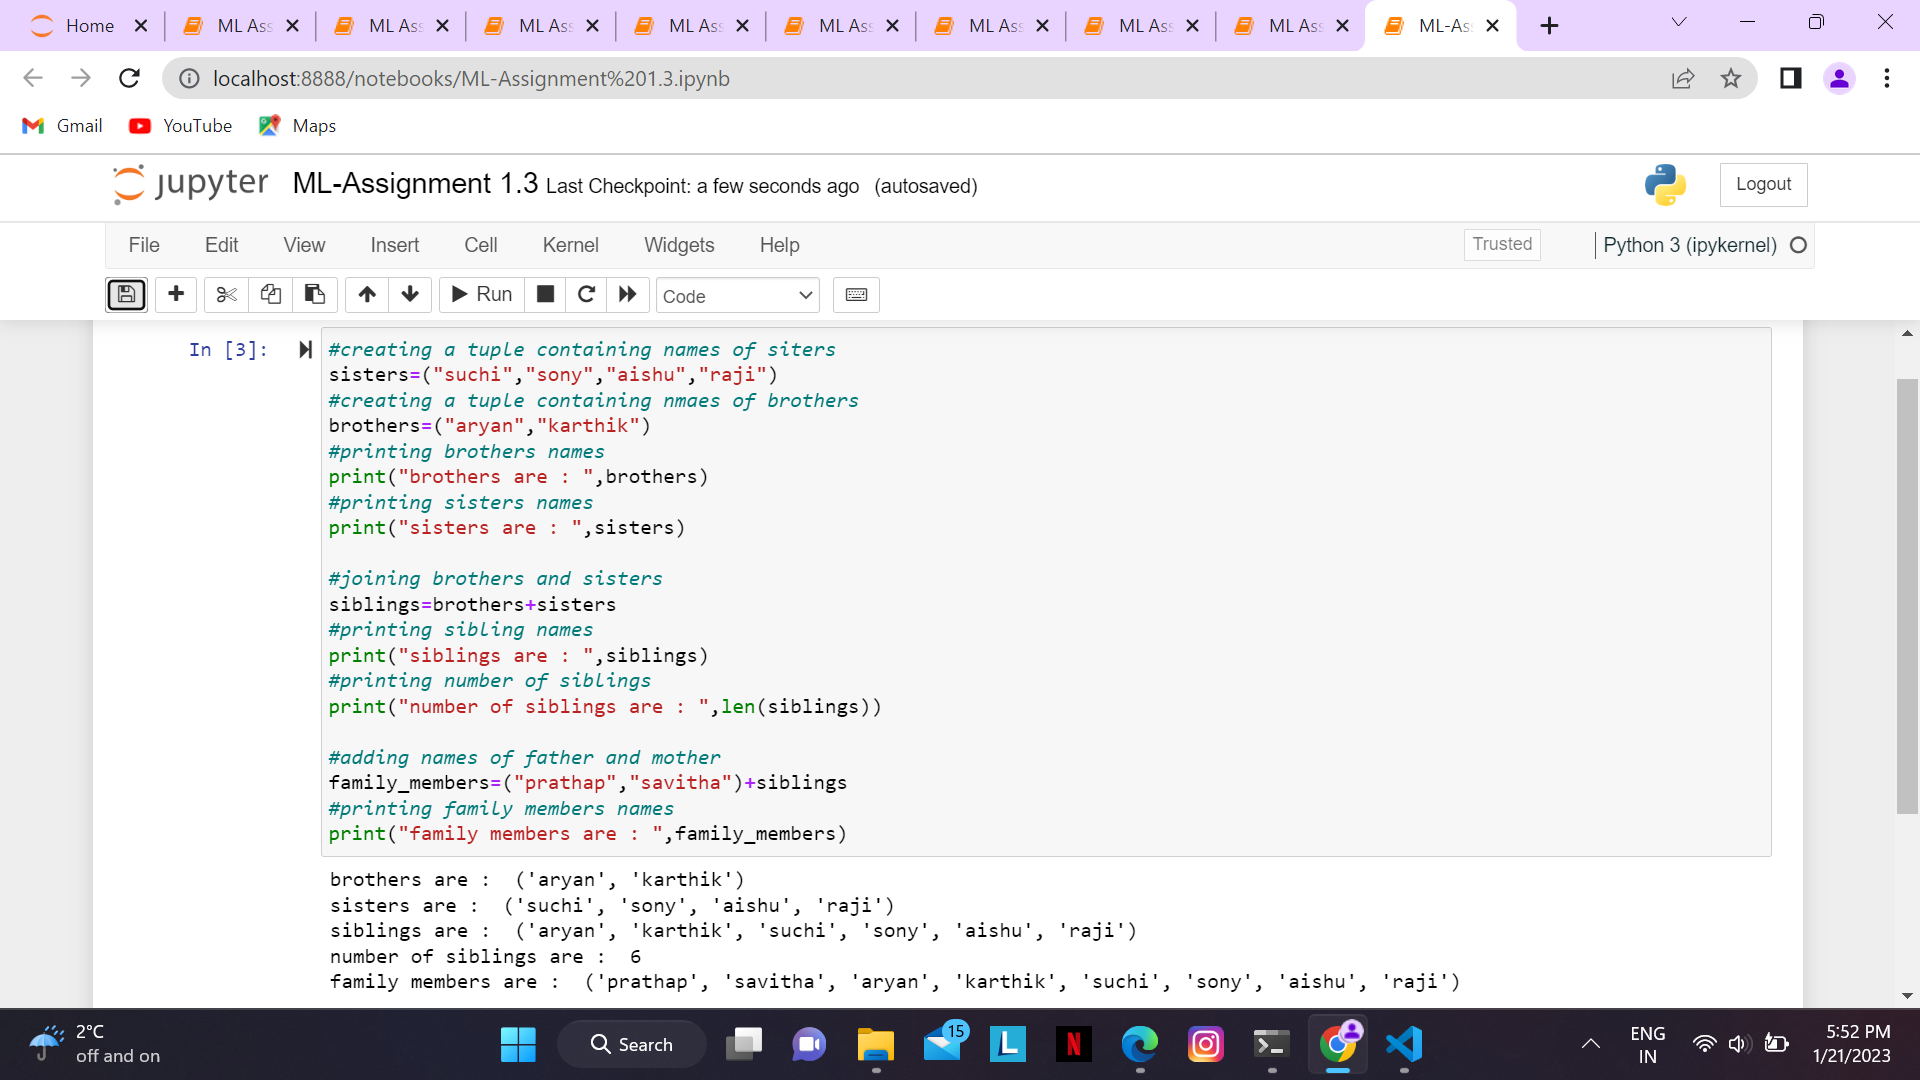 Home ML Ass ML Ass ML Ass ML Ass ML Ass ML Ass ML Ass ML Ass ML-As
localhost:8888/notebooks/ML-Assignment%201.3.ipynb
Gmail YouTube Maps
jupyter ML-Assignment 1.3 Last Checkpoint: a few seconds ago (autosaved) Logout
File Edit View Insert Cell Kernel Widgets Help Trusted Python 3 (ipykernel)
Run Code
In [3]: #creating a tuple containing names of siters
sisters=("suchi","sony","aishu","raji")
#creating a tuple containing nmaes of brothers
brothers=("aryan","karthik")
#printing brothers names
print("brothers are : ",brothers)
#printing sisters names
print("sisters are : ",sisters)
#joining brothers and sisters
siblings=brothers+sisters
#printing sibling names
print("siblings are : ",siblings)
#printing number of siblings
print("number of siblings are : ",len(siblings))
#adding names of father and mother
family_members=("prathap","savitha")+siblings
#printing family members names
print("family members are : ",family_members)
brothers are :  ('aryan', 'karthik')
sisters are :  ('suchi', 'sony', 'aishu', 'raji')
siblings are :  ('aryan', 'karthik', 'suchi', 'sony', 'aishu', 'raji')
number of siblings are :  6
family members are :  ('prathap', 'savitha', 'aryan', 'karthik', 'suchi', 'sony', 'aishu', 'raji')
2°C
off and on
Search
15
L
N
ENG
IN
5:52 PM
1/21/2023